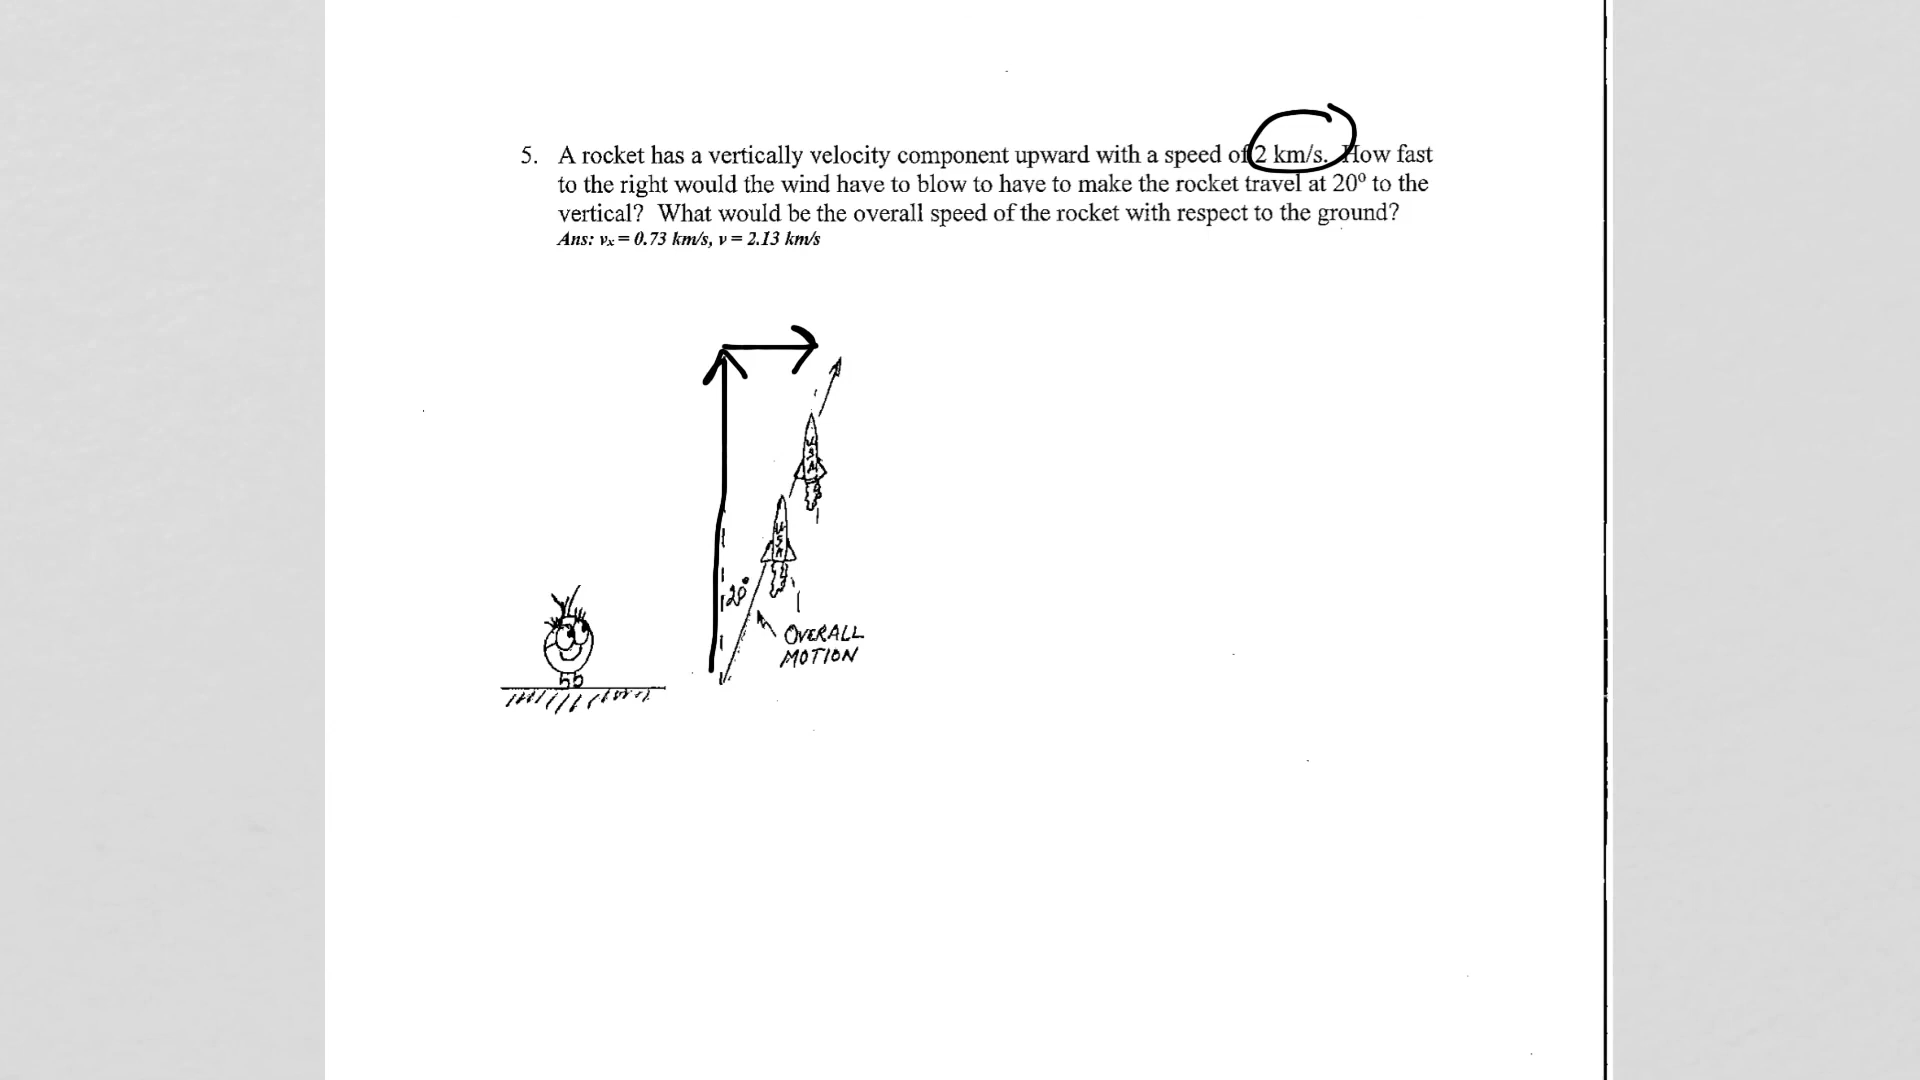 5. A rocket has a vertically velocity component upward with a speed of 2 km/s. How fast
to the right would the wind have to blow to have to make the rocket travel at 20º to the
vertical? What would be the overall speed of the rocket with respect to the ground?
Ans: vₓ = 0.73 km/s, v = 2.13 km/s
USA
USA
20°
OVERALL
MOTION